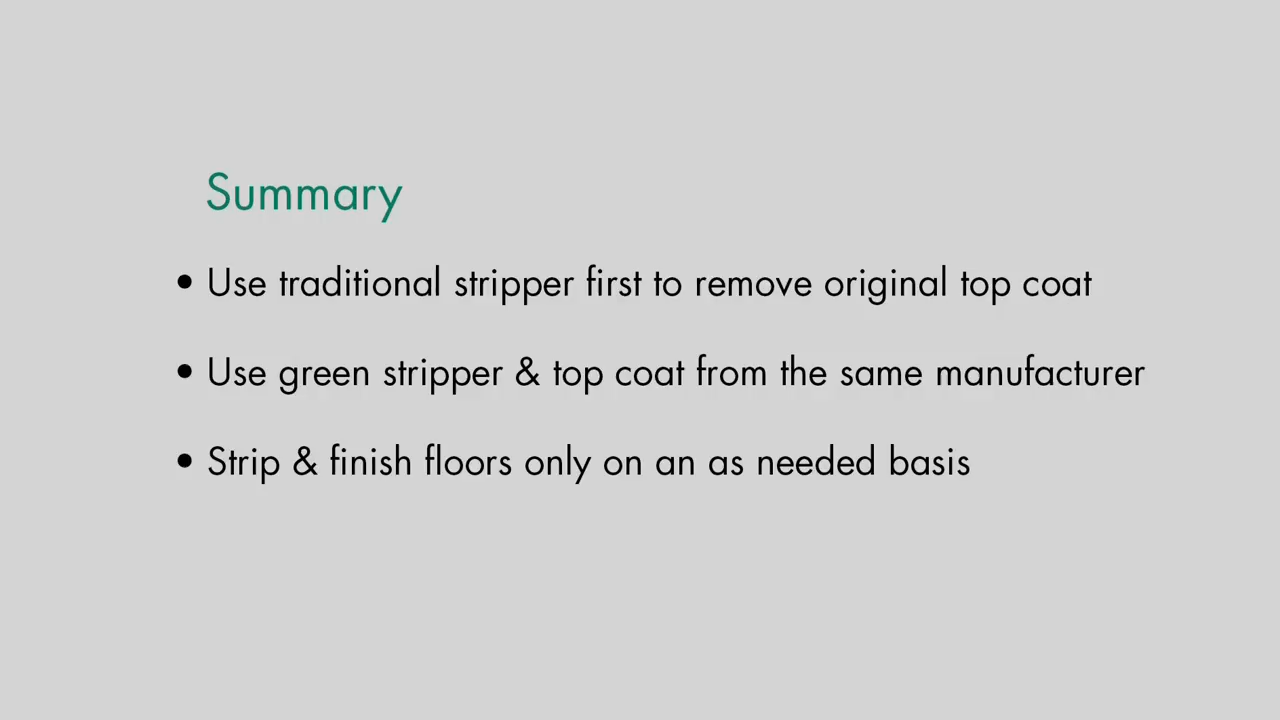 Summary
• Use traditional stripper first to remove original top coat
• Use green stripper & top coat from the same manufacturer
• Strip & finish floors only on an as needed basis